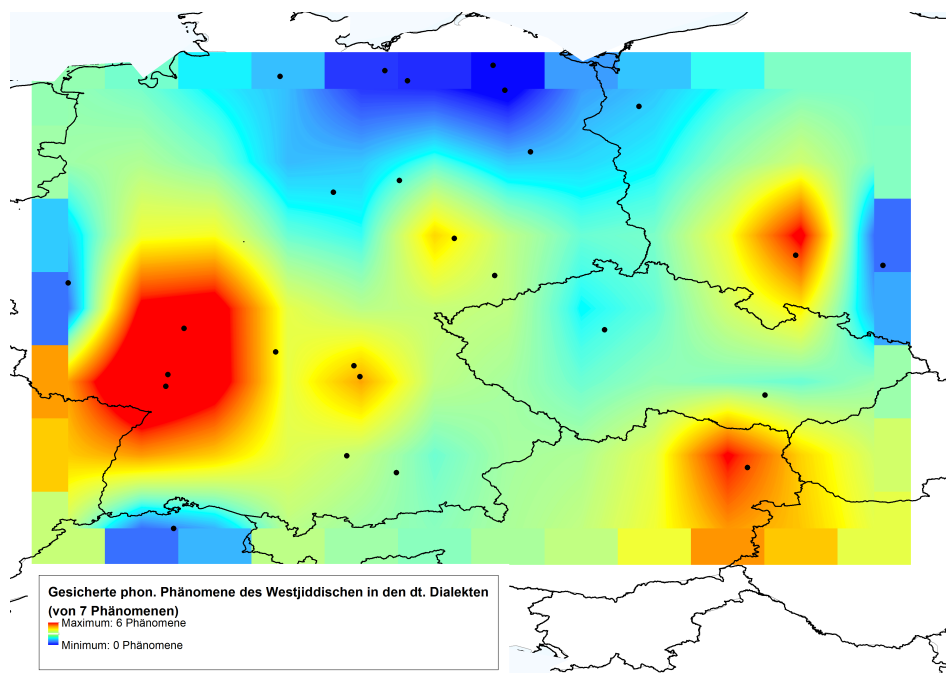 Gesicherte phon. Phänomene des Westjiddischen in den dt. Dialekten
(von 7 Phänomenen)
Maximum: 6 Phänomene
Minimum: 0 Phänomene